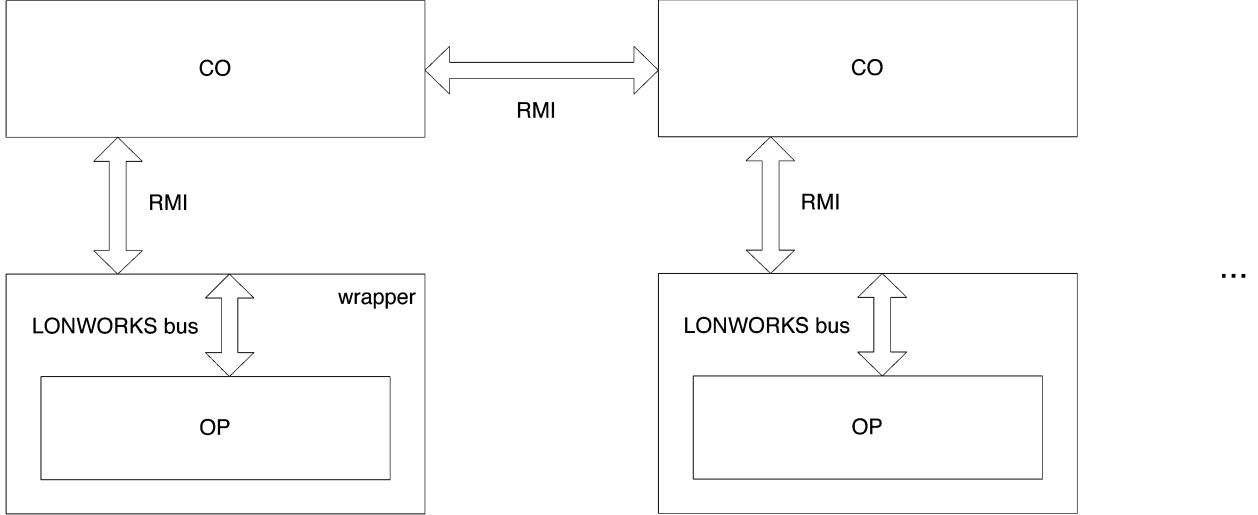 CO
CO
RMI
RMI
RMI
wrapper
LONWORKS bus
LONWORKS bus
OP
OP
...